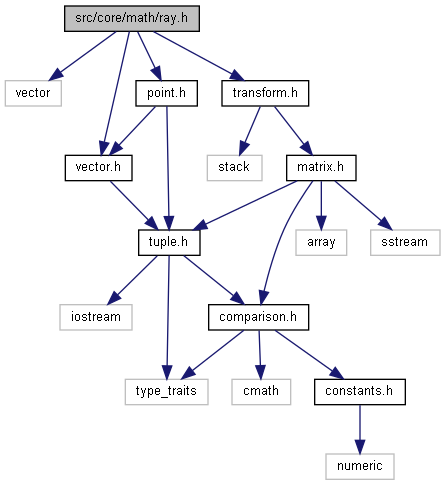 src/core/math/ray.h
vector
point.h
transform.h
vector.h
stack
matrix.h
tuple.h
array
sstream
iostream
comparison.h
type_traits
cmath
constants.h
numeric